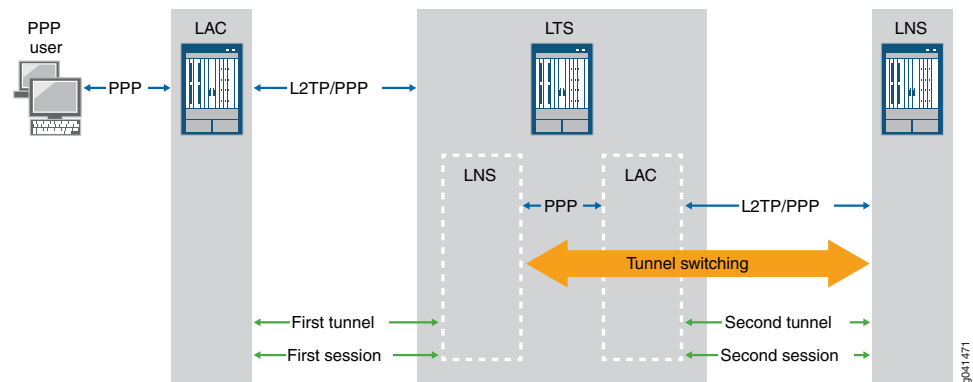 PPP
user
LAC
LTS
LNS
PPP
L2TP/PPP
LNS
LAC
PPP
L2TP/PPP
Tunnel switching
First tunnel
Second tunnel
First session
Second session
g041471